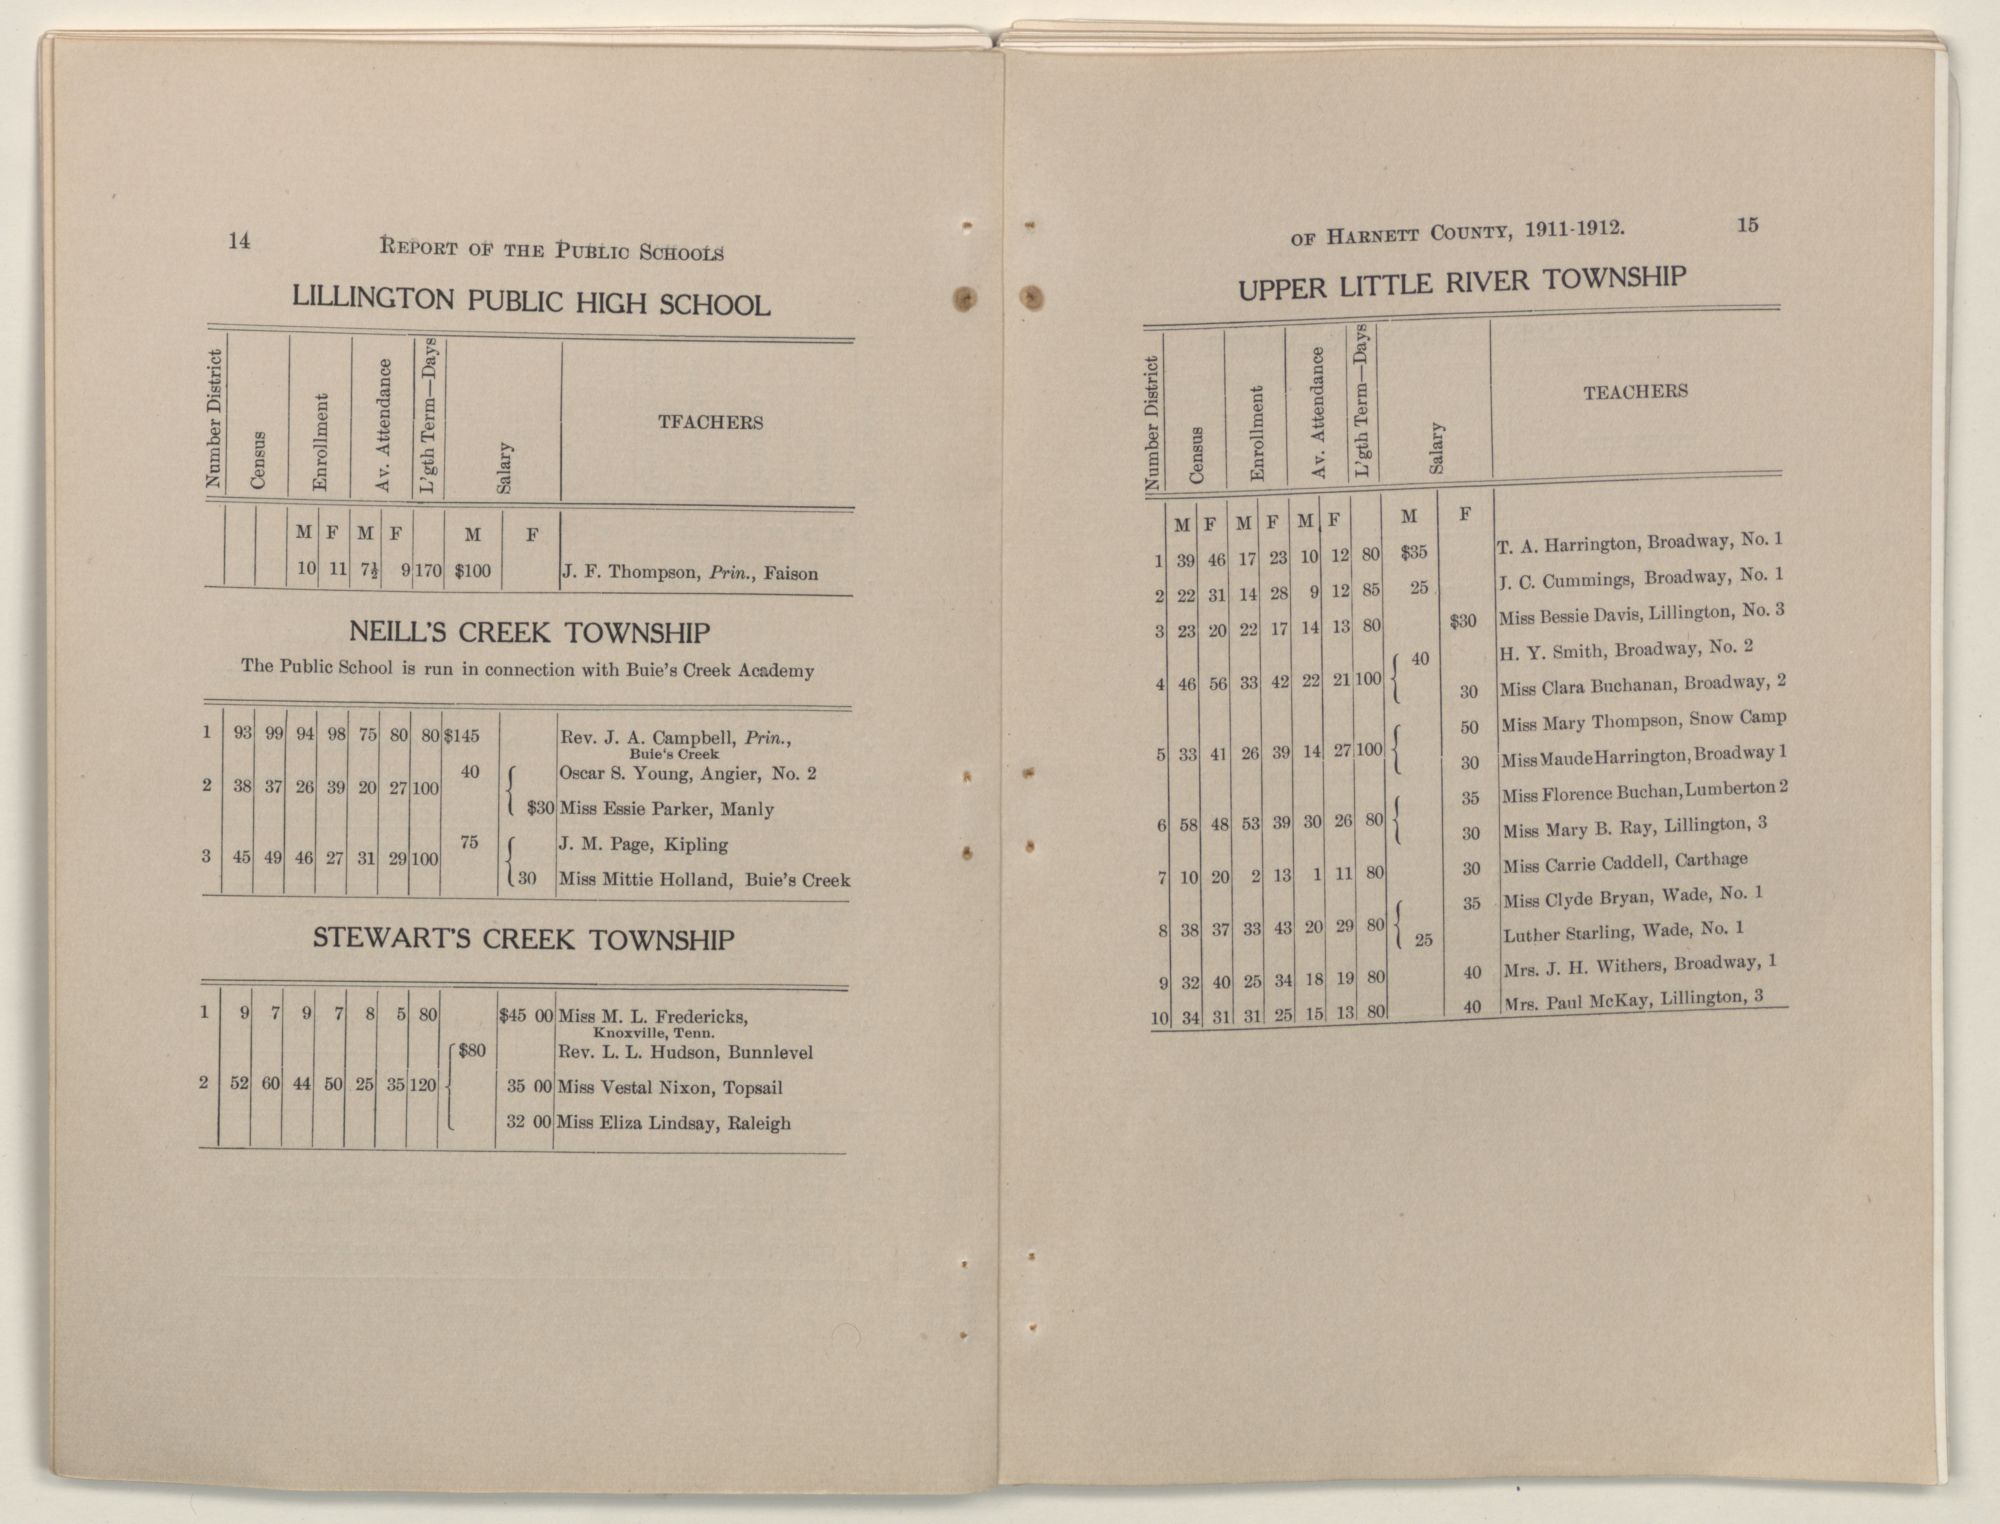 14
REPORT OF THE PUBLIC SCHOOLS
LILLINGTON PUBLIC HIGH SCHOOL
Number District Census Enrollment Av. Attendance L'gth Term—Days Salary TFACHERS
M F M F M F
10 11 7½ 9 170 $100 J. F. Thompson, Prin., Faison
NEILL'S CREEK TOWNSHIP
The Public School is run in connection with Buie's Creek Academy
1 93 99 94 98 75 80 80 $145 Rev. J. A. Campbell, Prin.,
Buie's Creek
40 Oscar S. Young, Angier, No. 2
2 38 37 26 39 20 27 100
$30 Miss Essie Parker, Manly
75 J. M. Page, Kipling
3 45 49 46 27 31 29 100
30 Miss Mittie Holland, Buie's Creek
STEWART'S CREEK TOWNSHIP
1 9 7 9 7 8 5 80 $45 00 Miss M. L. Fredericks,
Knoxville, Tenn.
$80 Rev. L. L. Hudson, Bunnlevel
2 52 60 44 50 25 35 120 35 00 Miss Vestal Nixon, Topsail
32 00 Miss Eliza Lindsay, Raleigh
OF HARNETT COUNTY, 1911-1912.
15
UPPER LITTLE RIVER TOWNSHIP
Number District Census Enrollment Av. Attendance L'gth Term—Days Salary TEACHERS
M F M F M F M F
1 39 46 17 23 10 12 80 $35 T. A. Harrington, Broadway, No. 1
2 22 31 14 28 9 12 85 25 J. C. Cummings, Broadway, No. 1
3 23 20 22 17 14 13 80 $30 Miss Bessie Davis, Lillington, No. 3
40 H. Y. Smith, Broadway, No. 2
4 46 56 33 42 22 21 100 30 Miss Clara Buchanan, Broadway, 2
50 Miss Mary Thompson, Snow Camp
5 33 41 26 39 14 27 100 30 Miss Maude Harrington, Broadway 1
35 Miss Florence Buchan, Lumberton 2
6 58 48 53 39 30 26 80 30 Miss Mary B. Ray, Lillington, 3
7 10 20 2 13 1 11 80 30 Miss Carrie Caddell, Carthage
35 Miss Clyde Bryan, Wade, No. 1
8 38 37 33 43 20 29 80 25 Luther Starling, Wade, No. 1
9 32 40 25 34 18 19 80 40 Mrs. J. H. Withers, Broadway, 1
10 34 31 31 25 15 13 80 40 Mrs. Paul McKay, Lillington, 3